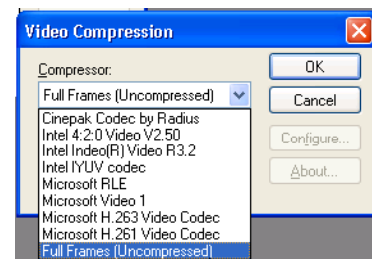 Video Compression
Compressor:
Full Frames (Uncompressed)
Cinepak Codec by Radius
Intel 4:2:0 Video V2.50
Intel Indeo(R) Video R3.2
Intel IYUV codec
Microsoft RLE
Microsoft Video 1
Microsoft H.263 Video Codec
Microsoft H.261 Video Codec
Full Frames (Uncompressed)
OK
Cancel
Configure...
About...